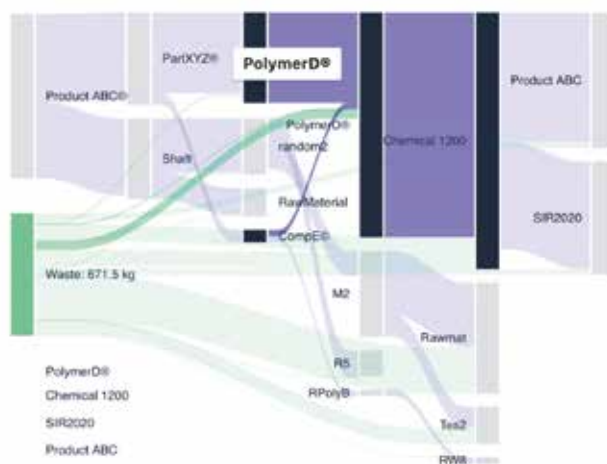 PartXYZ®
PolymerD®
Product ABC
Product ABC®
PolymerD®
random2
Chemical 1200
Shaft
RawMaterial
SIR2020
CompE®
Waste: 671.5 kg
M2
Rawmat
R5
PolymerD®
RPolyB
Chemical 1200
SIR2020
Tea2
Product ABC
RW8